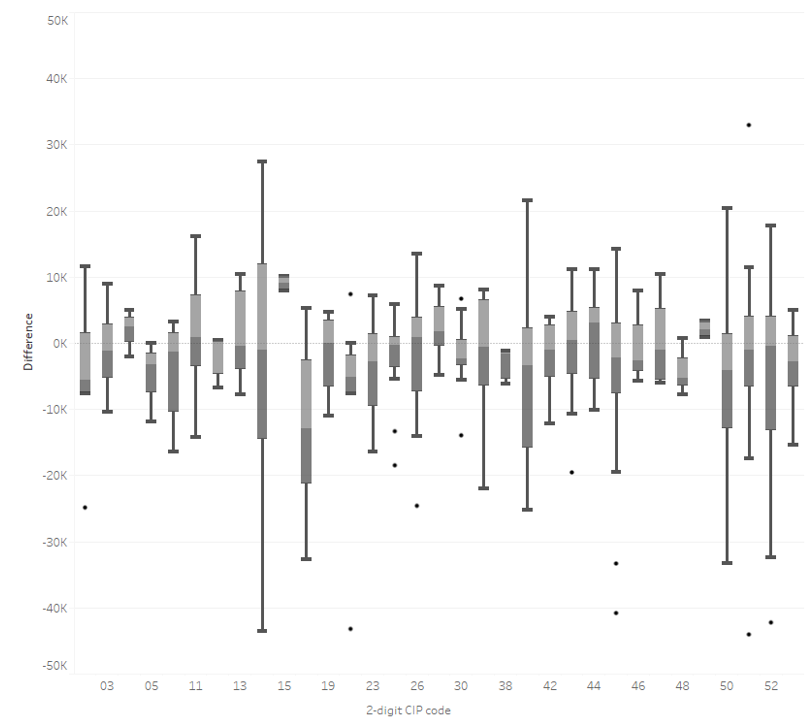 50K
40K
30K
20K
10K
0K
-10K
-20K
-30K
-40K
-50K
Difference
03 05 11 13 15 19 23 26 30 38 42 44 46 48 50 52
2-digit CIP code